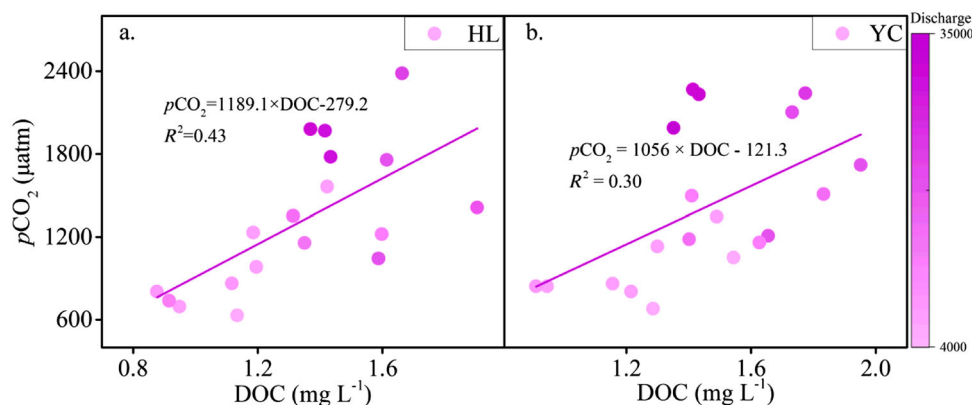 a.
HL
b.
YC
Discharge
35000
4000
pCO₂ (µatm)
2400
1800
1200
600
pCO₂=1189.1×DOC-279.2
R²=0.43
pCO₂ = 1056 × DOC - 121.3
R² = 0.30
0.8
1.2
1.6
1.2
1.6
2.0
DOC (mg L⁻¹)
DOC (mg L⁻¹)